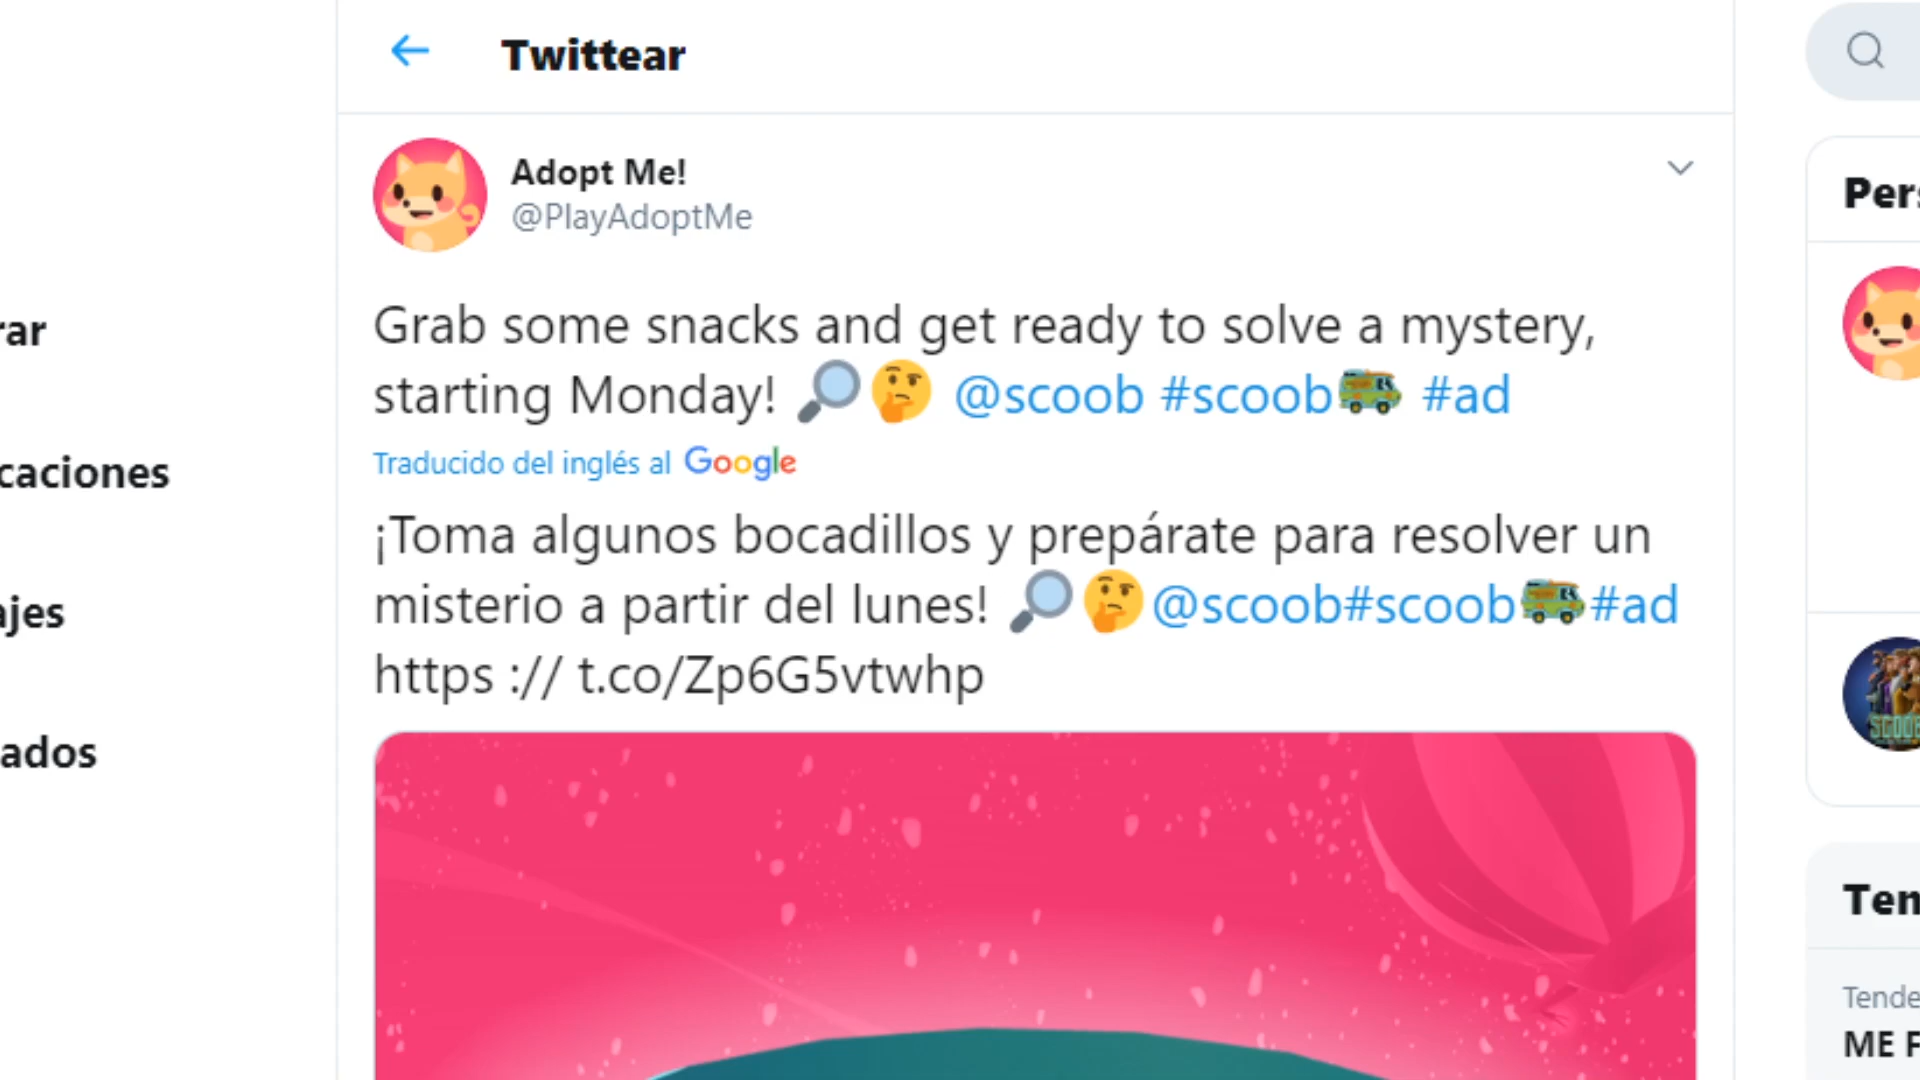 Twittear
Adopt Me!
@PlayAdoptMe
Grab some snacks and get ready to solve a mystery,
starting Monday! 🔎🤔 @scoob #scoob #ad
Traducido del inglés al Google
¡Toma algunos bocadillos y prepárate para resolver un
misterio a partir del lunes! 🔎🤔@scoob#scoob#ad
https :// t.co/Zp6G5vtwhp
rar
caciones
ajes
ados
Pers
SCOOB
Ten
Tende
ME F